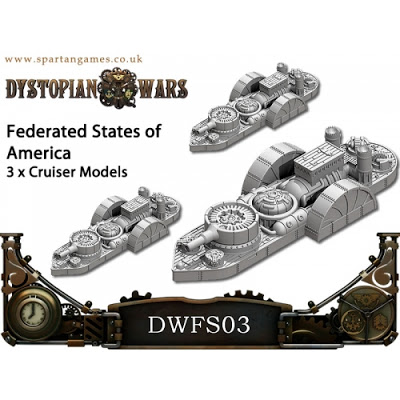 www.spartangames.co.uk
DYSTOPIAN WARS
Federated States of
America
3 x Cruiser Models
DWFS03